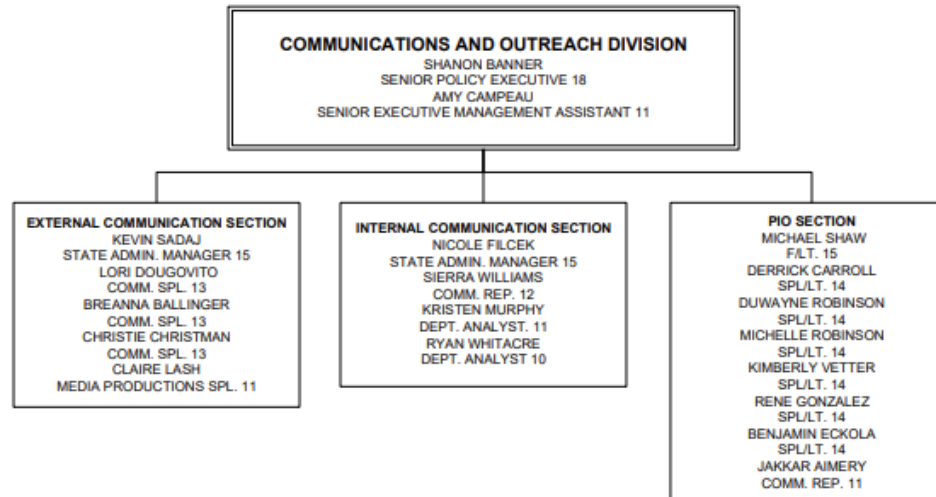 COMMUNICATIONS AND OUTREACH DIVISION
SHANON BANNER
SENIOR POLICY EXECUTIVE 18
AMY CAMPEAU
SENIOR EXECUTIVE MANAGEMENT ASSISTANT 11
EXTERNAL COMMUNICATION SECTION
KEVIN SADAJ
STATE ADMIN. MANAGER 15
LORI DOUGOVITO
COMM. SPL. 13
BREANNA BALLINGER
COMM. SPL. 13
CHRISTIE CHRISTMAN
COMM. SPL. 13
CLAIRE LASH
MEDIA PRODUCTIONS SPL. 11
INTERNAL COMMUNICATION SECTION
NICOLE FILCEK
STATE ADMIN. MANAGER 15
SIERRA WILLIAMS
COMM. REP. 12
KRISTEN MURPHY
DEPT. ANALYST. 11
RYAN WHITACRE
DEPT. ANALYST 10
PIO SECTION
MICHAEL SHAW
F/LT. 15
DERRICK CARROLL
SPL/LT. 14
DUWAYNE ROBINSON
SPL/LT. 14
MICHELLE ROBINSON
SPL/LT. 14
KIMBERLY VETTER
SPL/LT. 14
RENE GONZALEZ
SPL/LT. 14
BENJAMIN ECKOLA
SPL/LT. 14
JAKKAR AIMERY
COMM. REP. 11